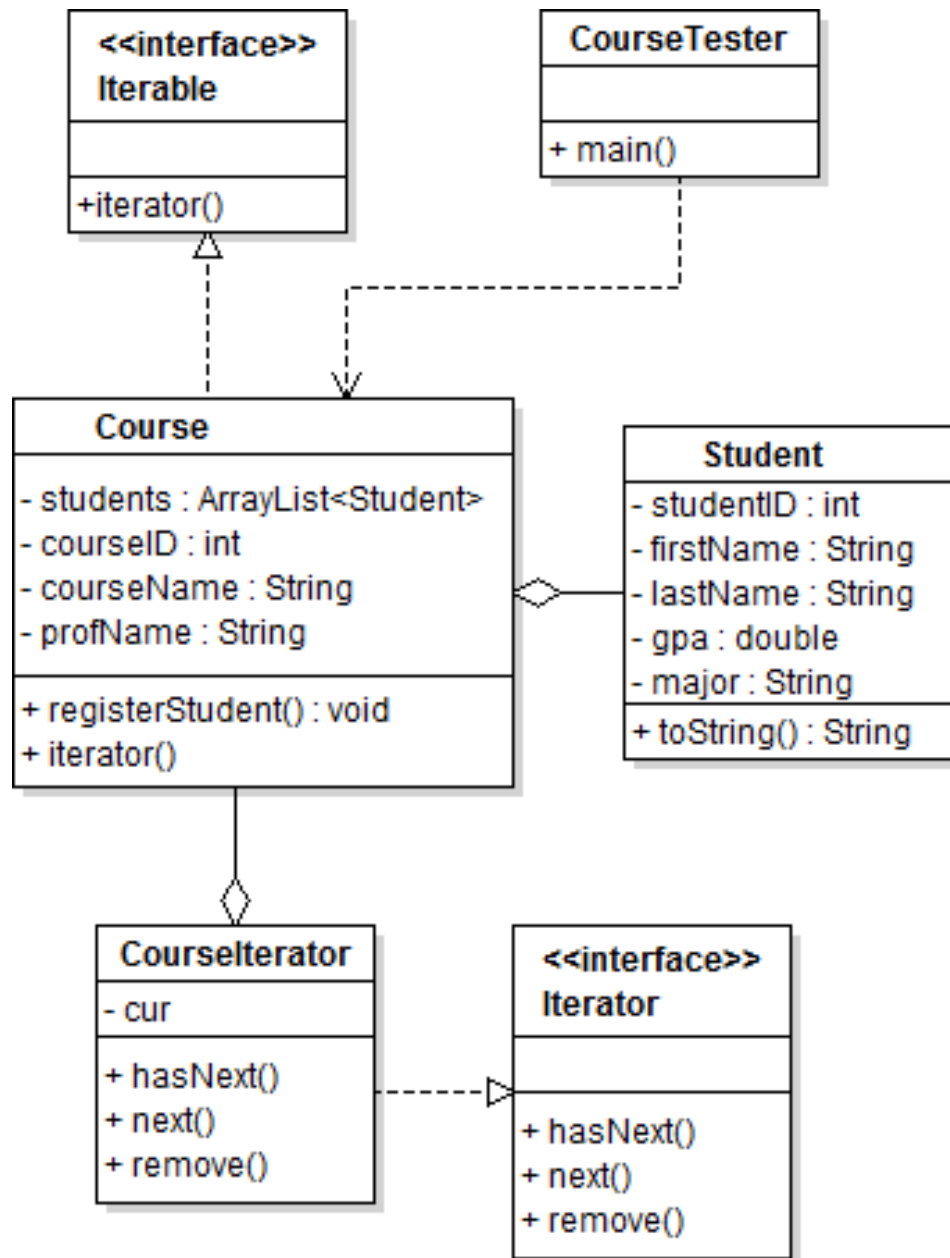 <<interface>>
Iterable
+iterator()
CourseTester
+ main()
Course
- students : ArrayList<Student>
- courseID : int
- courseName : String
- profName : String
+ registerStudent() : void
+ iterator()
Student
- studentID : int
- firstName : String
- lastName : String
- gpa : double
- major : String
+ toString() : String
CourseIterator
- cur
+ hasNext()
+ next()
+ remove()
<<interface>>
Iterator
+ hasNext()
+ next()
+ remove()